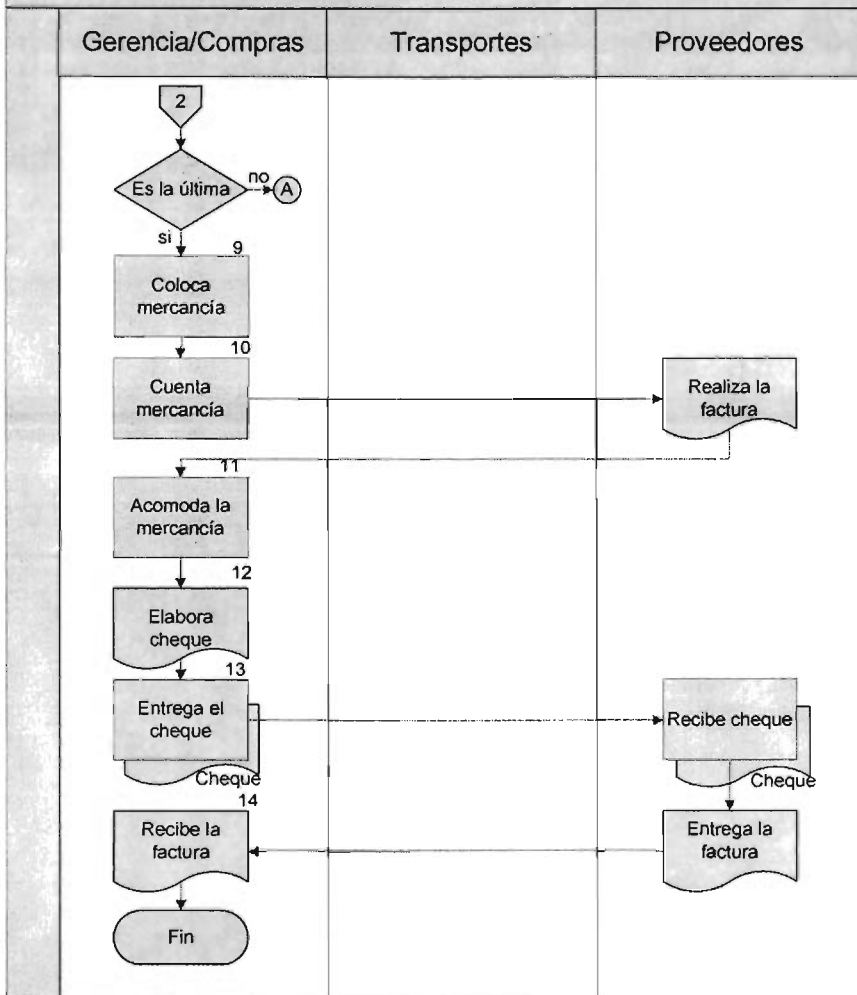 Gerencia/Compras
Transportes
Proveedores
2
Es la última
no
A
si
9
Coloca
mercancía
10
Cuenta
mercancía
Realiza la
factura
11
Acomoda la
mercancía
12
Elabora
cheque
13
Entrega el
cheque
Cheque
Recibe cheque
Cheque
14
Recibe la
factura
Entrega la
factura
Fin